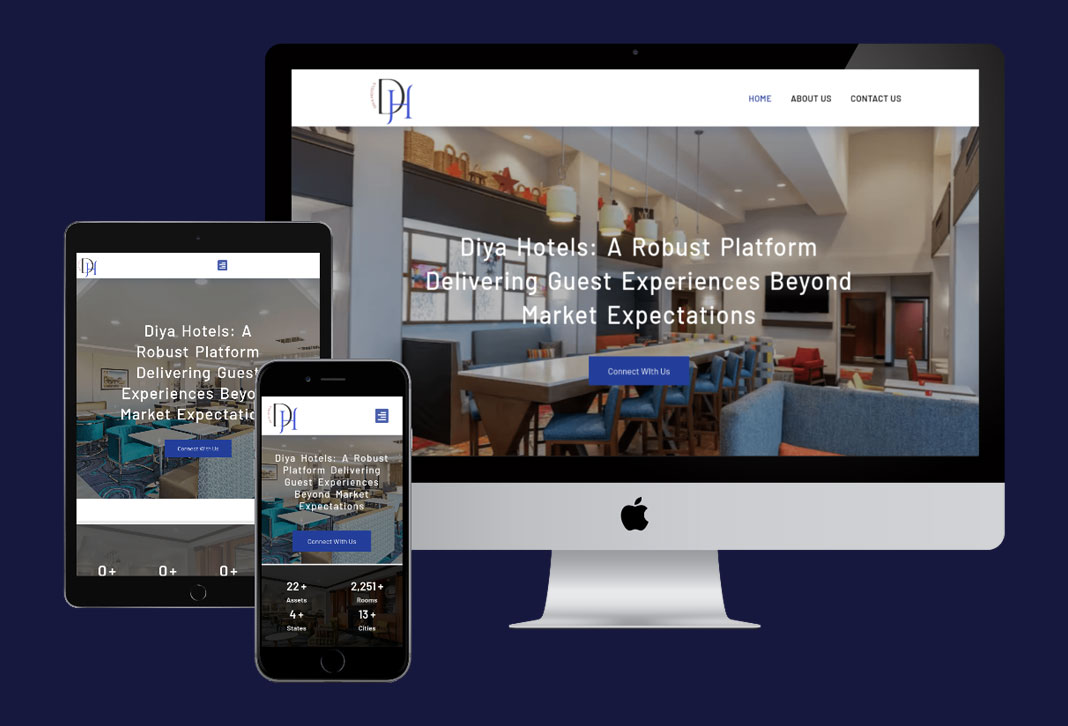 DH
HOME ABOUT US CONTACT US
Diya Hotels: A Robust Platform
Delivering Guest Experiences Beyond
Market Expectations
Connect With Us
DH
Diya Hotels: A
Robust Platform
Delivering Guest
Experiences Beyo
Market Expectatio
Connect With Us
0+ 0+ 0+
DH
Diya Hotels: A Robust
Platform Delivering
Guest Experiences
Beyond Market
Expectations
Connect With Us
22+ 2,251+
Assets Rooms
4+ 13+
States Cities